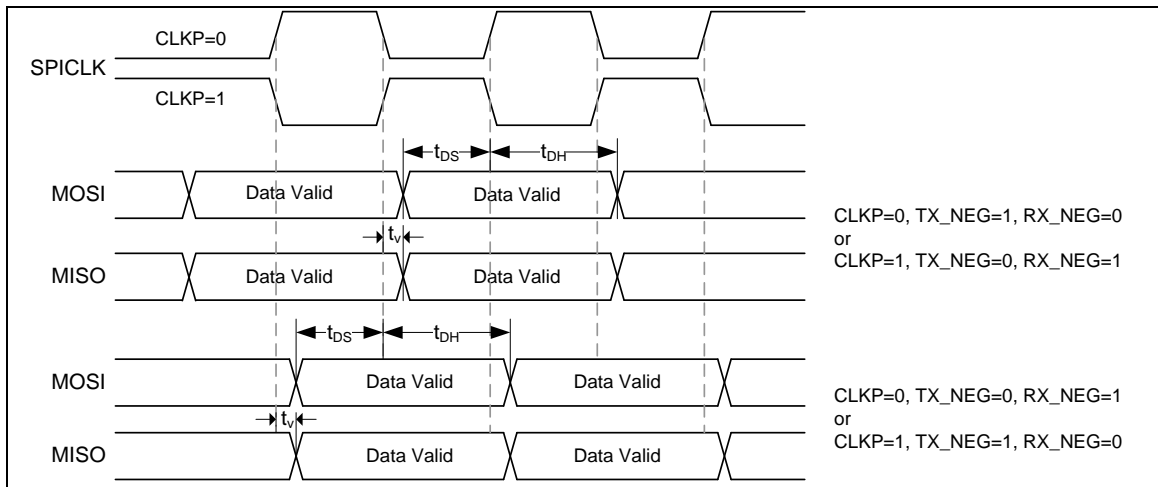 CLKP=0
SPICLK
CLKP=1
tDS
tDH
MOSI
Data Valid
Data Valid
CLKP=0, TX_NEG=1, RX_NEG=0
or
CLKP=1, TX_NEG=0, RX_NEG=1
tv
MISO
Data Valid
Data Valid
tDS
tDH
MOSI
Data Valid
Data Valid
CLKP=0, TX_NEG=0, RX_NEG=1
or
CLKP=1, TX_NEG=1, RX_NEG=0
tv
MISO
Data Valid
Data Valid